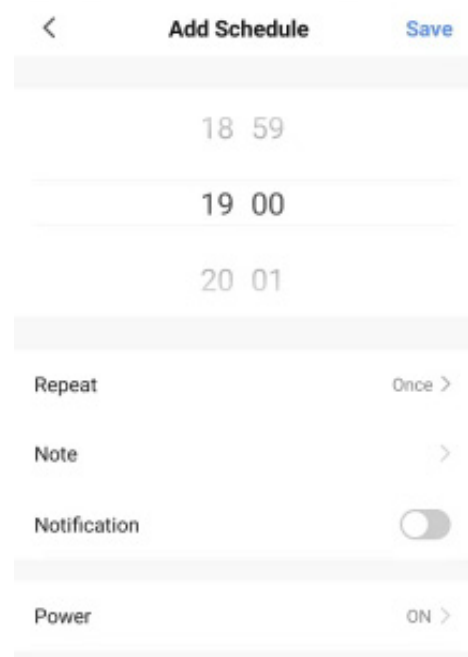 Add Schedule Save
18 59
19 00
20 01
Repeat Once
Note
Notification
Power ON